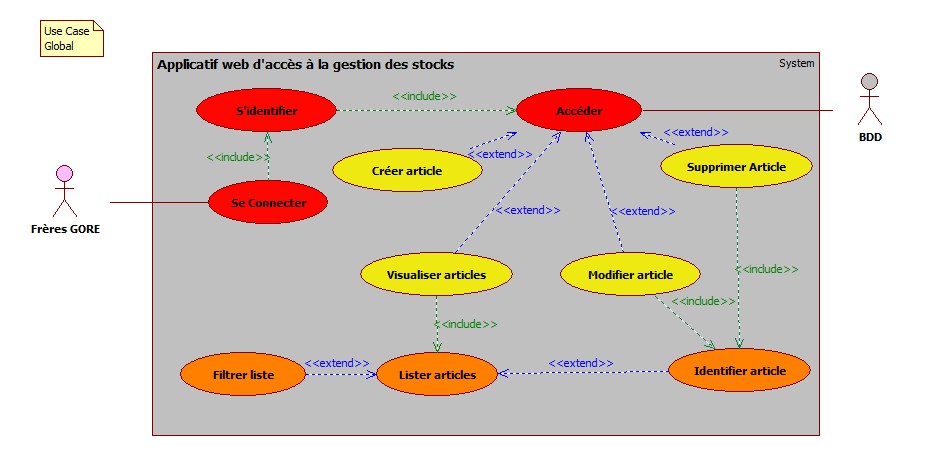 Use Case
Global
Applicatif web d'accès à la gestion des stocks
System
S'identifier
<<include>>
Accéder
BDD
<<include>>
Créer article
<<extend>>
<<extend>>
Supprimer Article
Frères GORE
Se Connecter
<<extend>>
<<extend>>
Visualiser articles
Modifier article
<<include>>
<<include>>
<<include>>
Filtrer liste
<<extend>>
Lister articles
<<extend>>
Identifier article